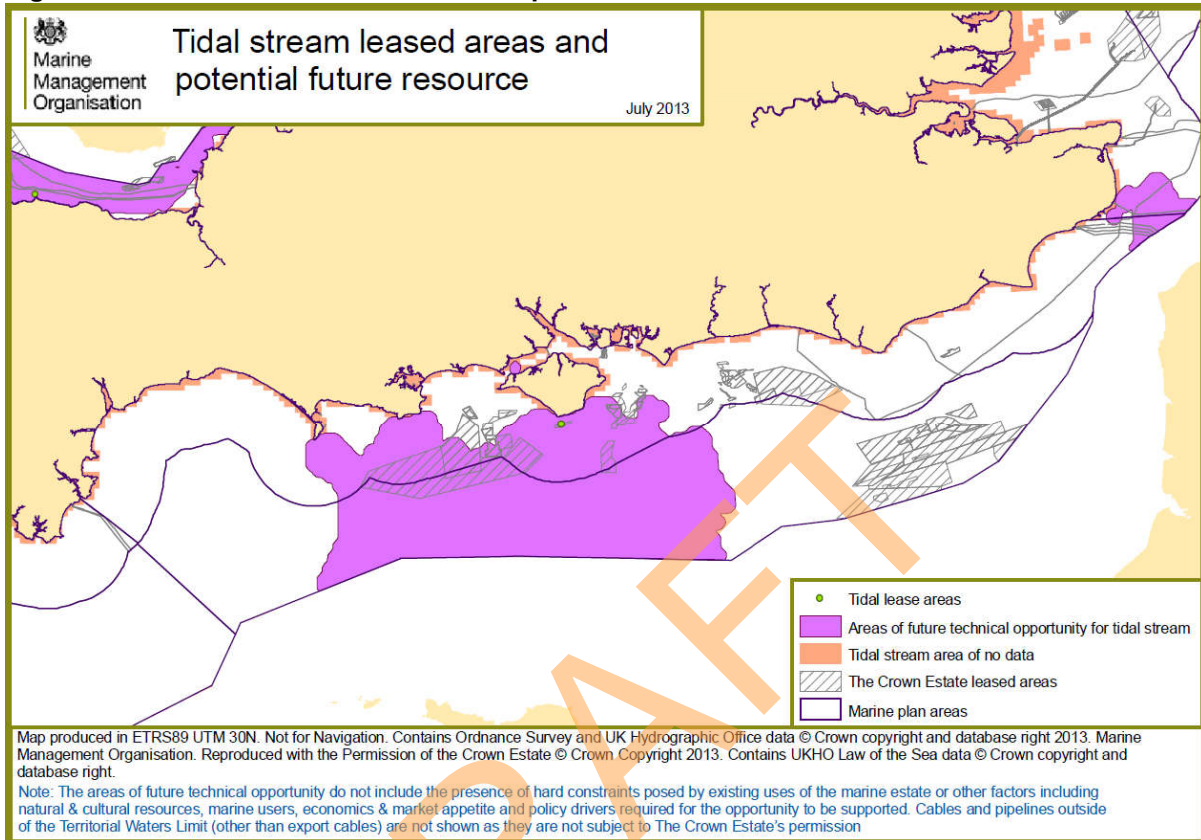 Marine
Management
Organisation
Tidal stream leased areas and
potential future resource
July 2013
Tidal lease areas
Areas of future technical opportunity for tidal stream
Tidal stream area of no data
The Crown Estate leased areas
Marine plan areas
DRAFT
Map produced in ETRS89 UTM 30N. Not for Navigation. Contains Ordnance Survey and UK Hydrographic Office data © Crown copyright and database right 2013. Marine
Management Organisation. Reproduced with the Permission of the Crown Estate © Crown Copyright 2013. Contains UKHO Law of the Sea data © Crown copyright and
database right.
Note: The areas of future technical opportunity do not include the presence of hard constraints posed by existing uses of the marine estate or other factors including
natural & cultural resources, marine users, economics & market appetite and policy drivers required for the opportunity to be supported. Cables and pipelines outside
of the Territorial Waters Limit (other than export cables) are not shown as they are not subject to The Crown Estate's permission